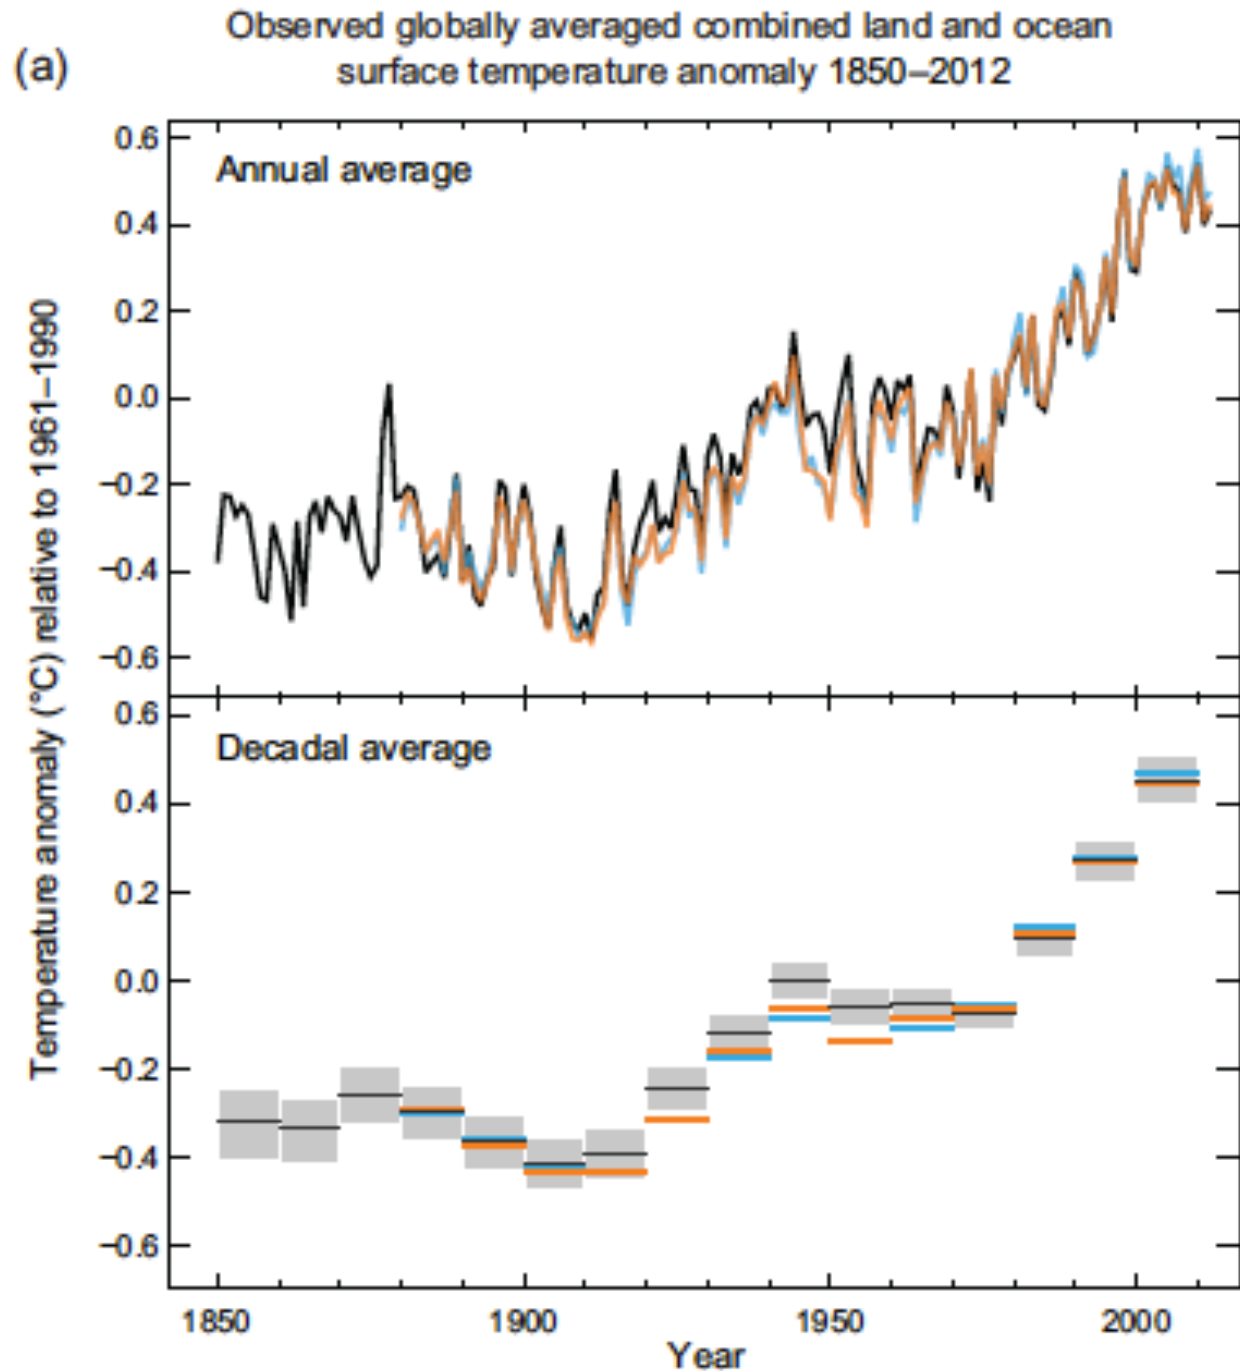 (a)
Observed globally averaged combined land and ocean
surface temperature anomaly 1850–2012
Temperature anomaly (°C) relative to 1961–1990
Annual average
0.6
0.4
0.2
0.0
−0.2
−0.4
−0.6
Decadal average
0.6
0.4
0.2
0.0
−0.2
−0.4
−0.6
1850 1900 1950 2000
Year